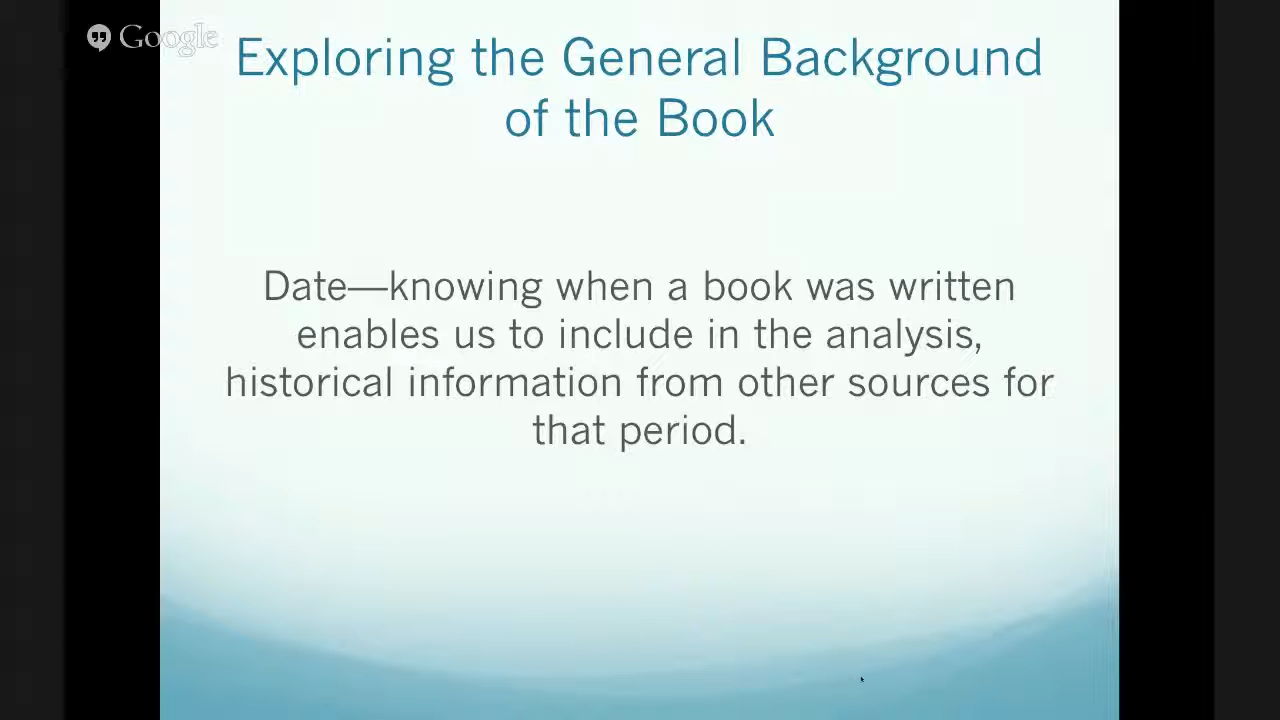 Google
Exploring the General Background
of the Book
Date—knowing when a book was written
enables us to include in the analysis,
historical information from other sources for
that period.